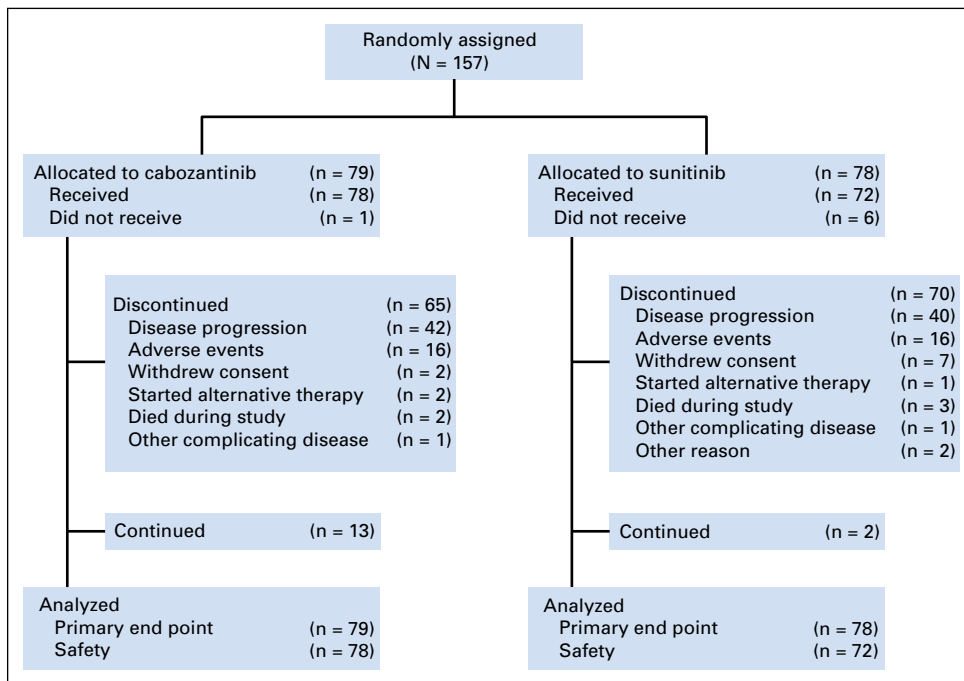 Randomly assigned
(N = 157)
Allocated to cabozantinib (n = 79)
Received (n = 78)
Did not receive (n = 1)
Discontinued (n = 65)
Disease progression (n = 42)
Adverse events (n = 16)
Withdrew consent (n = 2)
Started alternative therapy (n = 2)
Died during study (n = 2)
Other complicating disease (n = 1)
Continued (n = 13)
Analyzed
Primary end point (n = 79)
Safety (n = 78)
Allocated to sunitinib (n = 78)
Received (n = 72)
Did not receive (n = 6)
Discontinued (n = 70)
Disease progression (n = 40)
Adverse events (n = 16)
Withdrew consent (n = 7)
Started alternative therapy (n = 1)
Died during study (n = 3)
Other complicating disease (n = 1)
Other reason (n = 2)
Continued (n = 2)
Analyzed
Primary end point (n = 78)
Safety (n = 72)